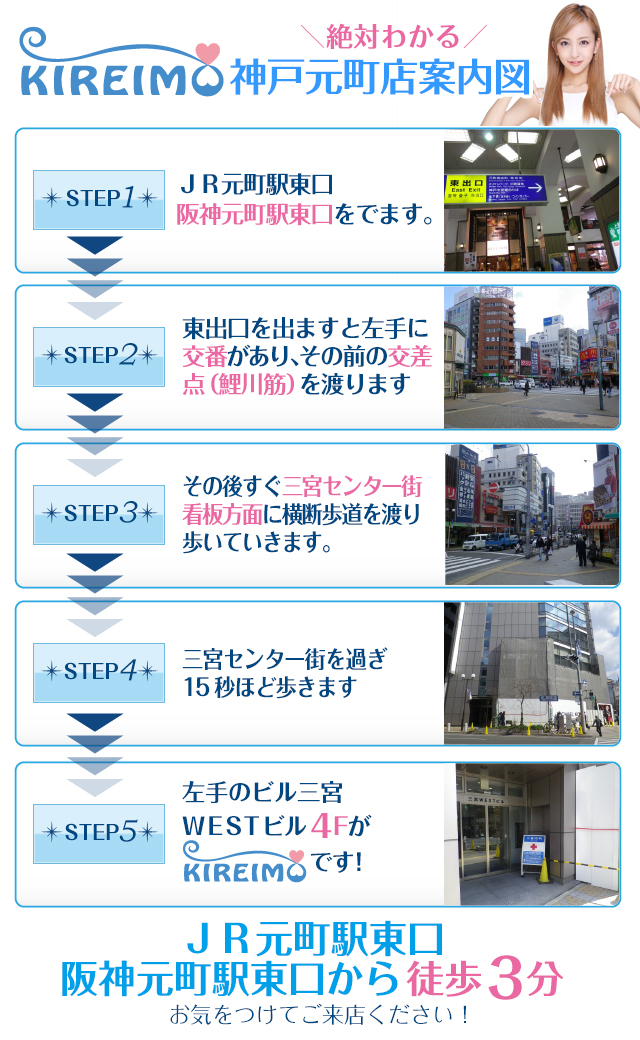 ＼絶対わかる／
KIREIMO 神戸元町店案内図
STEP1
ＪＲ元町駅東口
阪神元町駅東口をでます。
東出口
East Exit
STEP2
東出口を出ますと左手に
交番があり、その前の交差
点（鯉川筋）を渡ります
STEP3
その後すぐ三宮センター街
看板方面に横断歩道を渡り
歩いていきます。
STEP4
三宮センター街を過ぎ
15秒ほど歩きます
STEP5
左手のビル三宮
WESTビル4Fが
KIREIMOです!
三宮WESTビル
ＪＲ元町駅東口
阪神元町駅東口から徒歩3分
お気をつけてご来店ください！